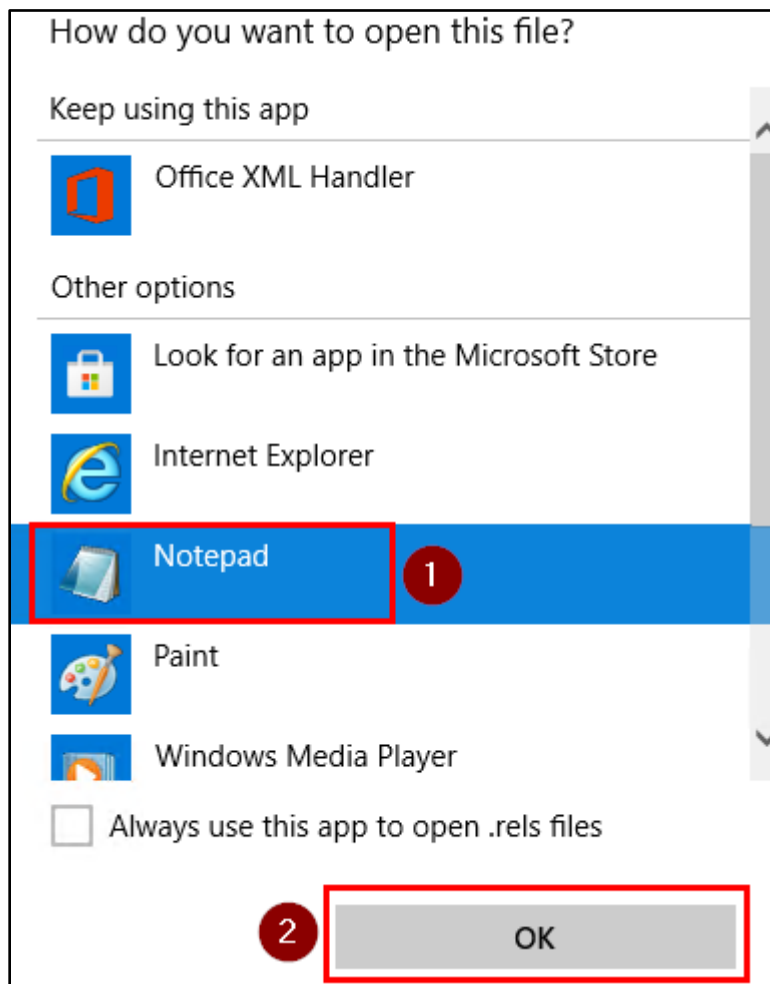 How do you want to open this file?
Keep using this app
Office XML Handler
Other options
Look for an app in the Microsoft Store
Internet Explorer
Notepad
1
Paint
Windows Media Player
Always use this app to open .rels files
2
OK